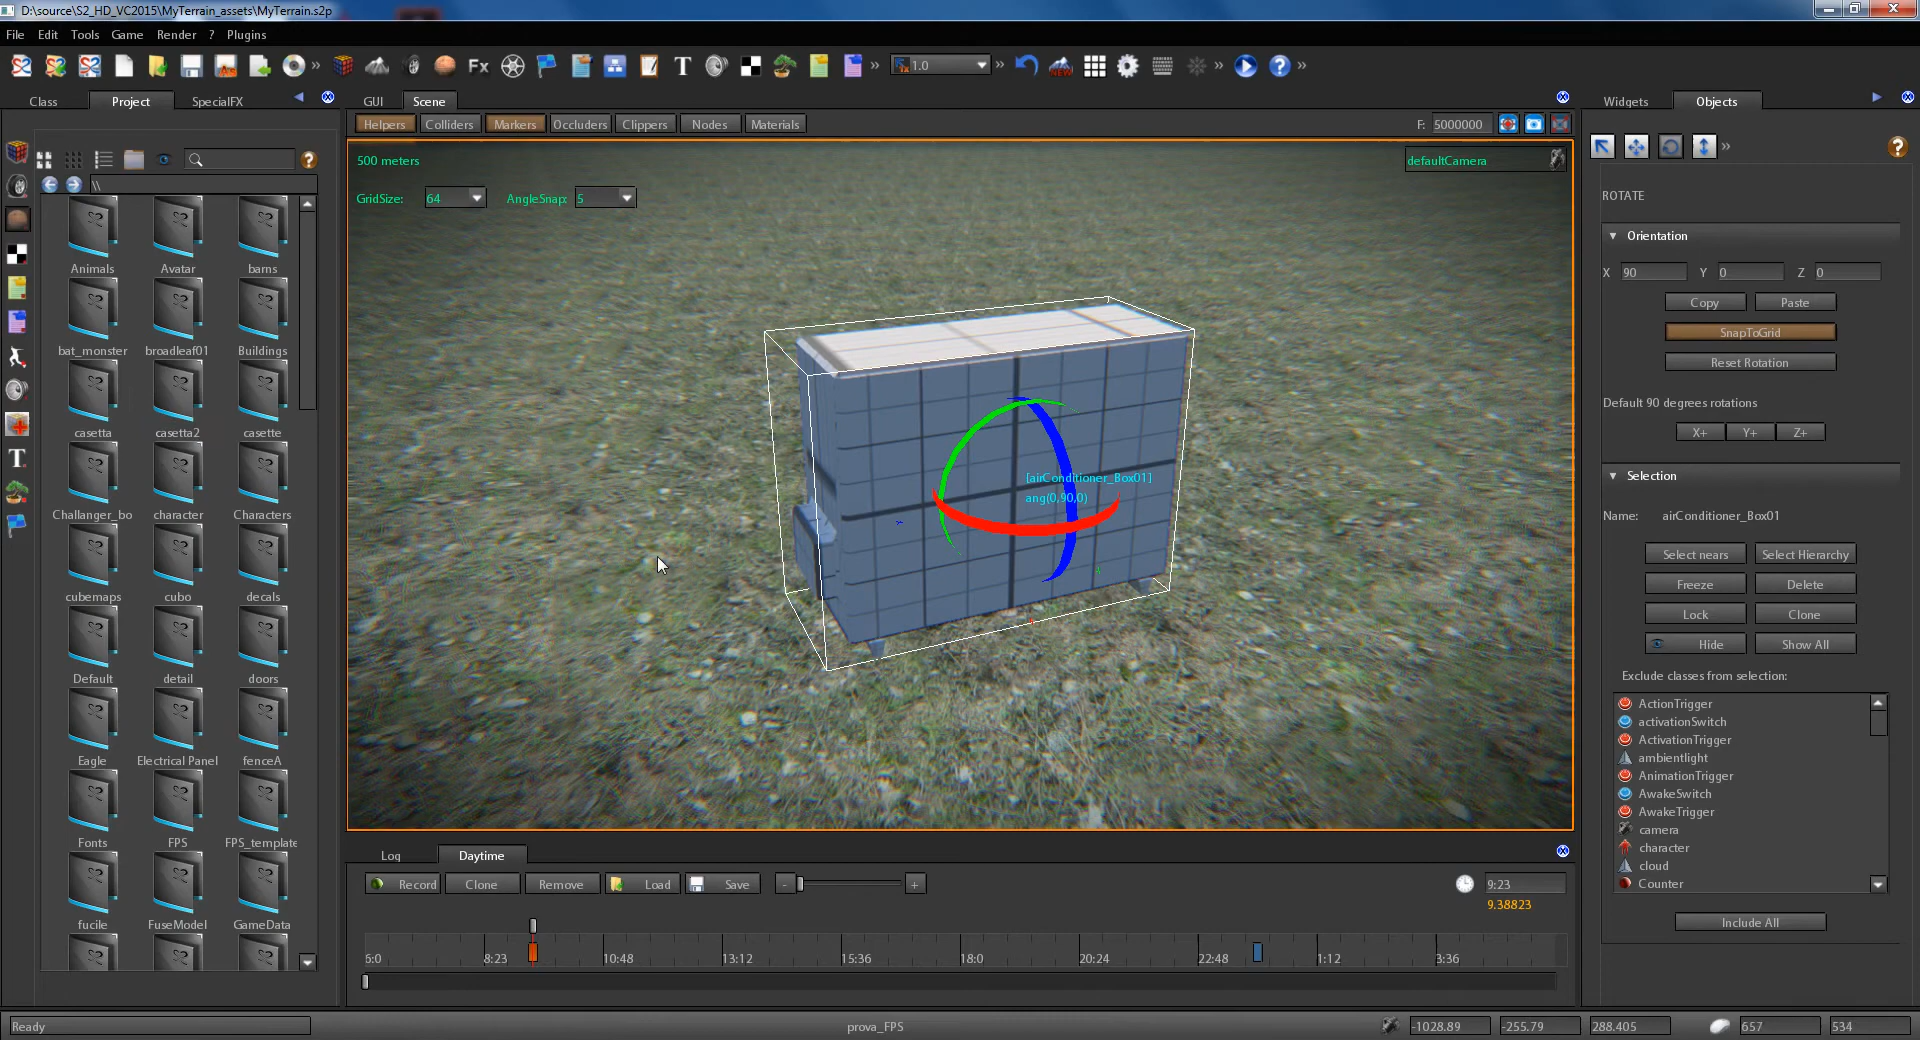 D:\source\S2_HD_VC2015\MyTerrain_assets\MyTerrain.s2p
File Edit Tools Game Render ? Plugins
Fx T 1.0
Class Project SpecialFX
GUI Scene
Widgets Objects
Helpers Colliders Markers Occluders Clippers Nodes Materials
F: 5000000
\\
500 meters
defaultCamera
GridSize: 64 AngleSnap: 5
[airConditioner_Box01]
ang(0,90,0)
Animals Avatar barns
bat_monster broadleaf01 Buildings
casetta casetta2 casette
Challanger_bo character Characters
cubemaps cubo decals
Default detail doors
Eagle Electrical Panel fenceA
Fonts FPS FPS_template
fucile FuseModel GameData
T
ROTATE
Orientation
X 90 Y 0 Z 0
Copy Paste
SnapToGrid
Reset Rotation
Default 90 degrees rotations
X+ Y+ Z+
Selection
Name: airConditioner_Box01
Select nears Select Hierarchy
Freeze Delete
Lock Clone
Hide Show All
Exclude classes from selection:
ActionTrigger
activationSwitch
ActivationTrigger
ambientlight
AnimationTrigger
AwakeSwitch
AwakeTrigger
camera
character
cloud
Counter
Include All
Log Daytime
Record Clone Remove Load Save - +
9:23
9.38823
6:0 8:23 10:48 13:12 15:36 18:0 20:24 22:48 1:12 3:36
Ready prova_FPS -1028.89 -255.79 288.405 657 534